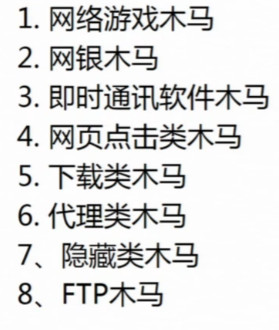 1. 网络游戏木马
2. 网银木马
3. 即时通讯软件木马
4. 网页点击类木马
5. 下载类木马
6. 代理类木马
7、隐藏类木马
8、FTP木马